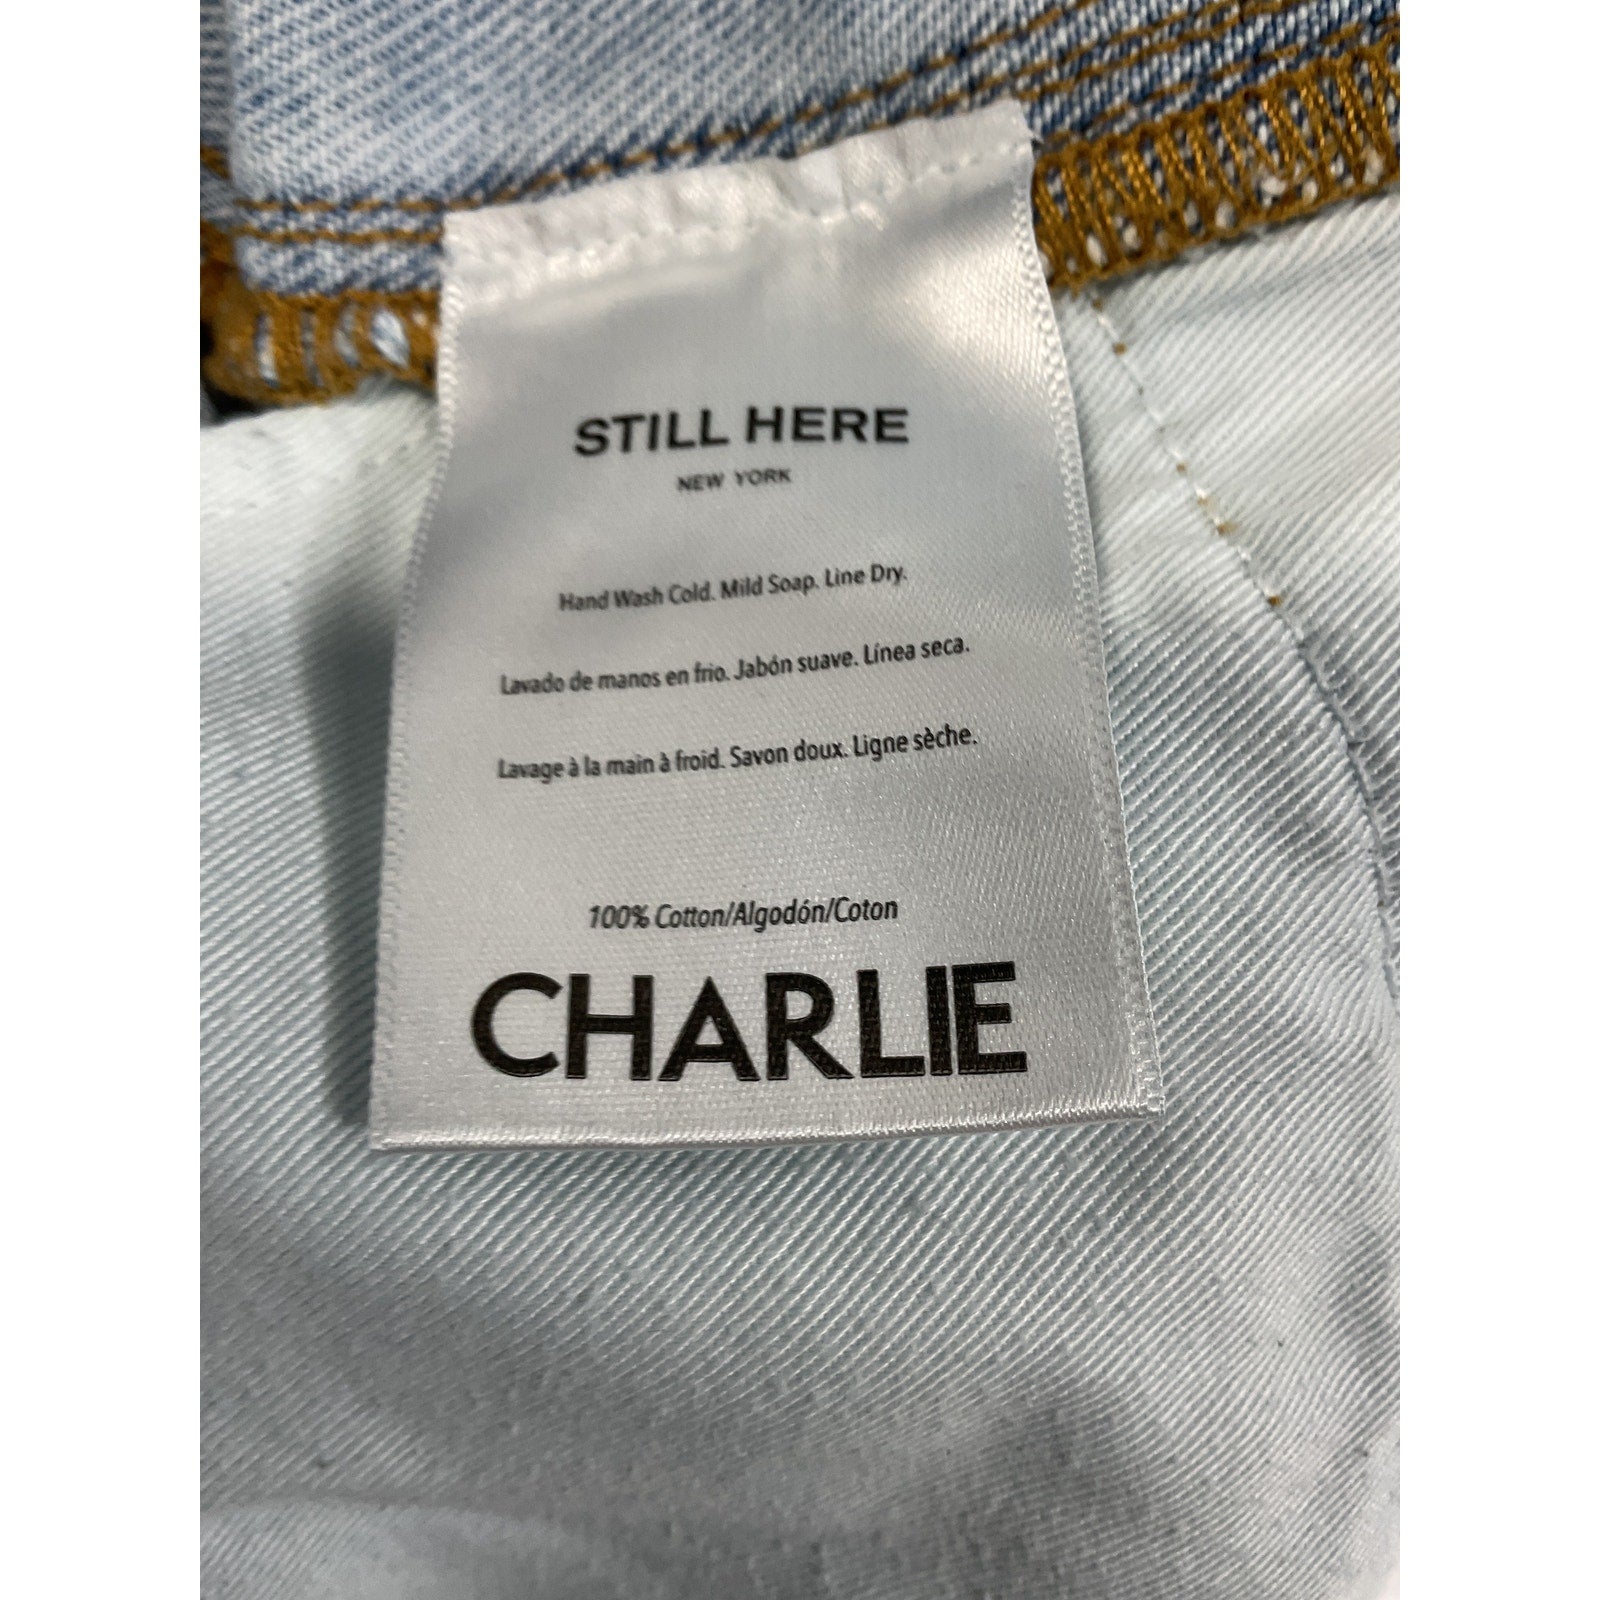 STILL HERE
NEW YORK
Hand Wash Cold. Mild Soap. Line Dry.
Lavado de manos en frio. Jabón suave. Línea seca.
Lavage à la main à froid. Savon doux. Ligne sèche.
100% Cotton/Algodón/Coton
CHARLIE